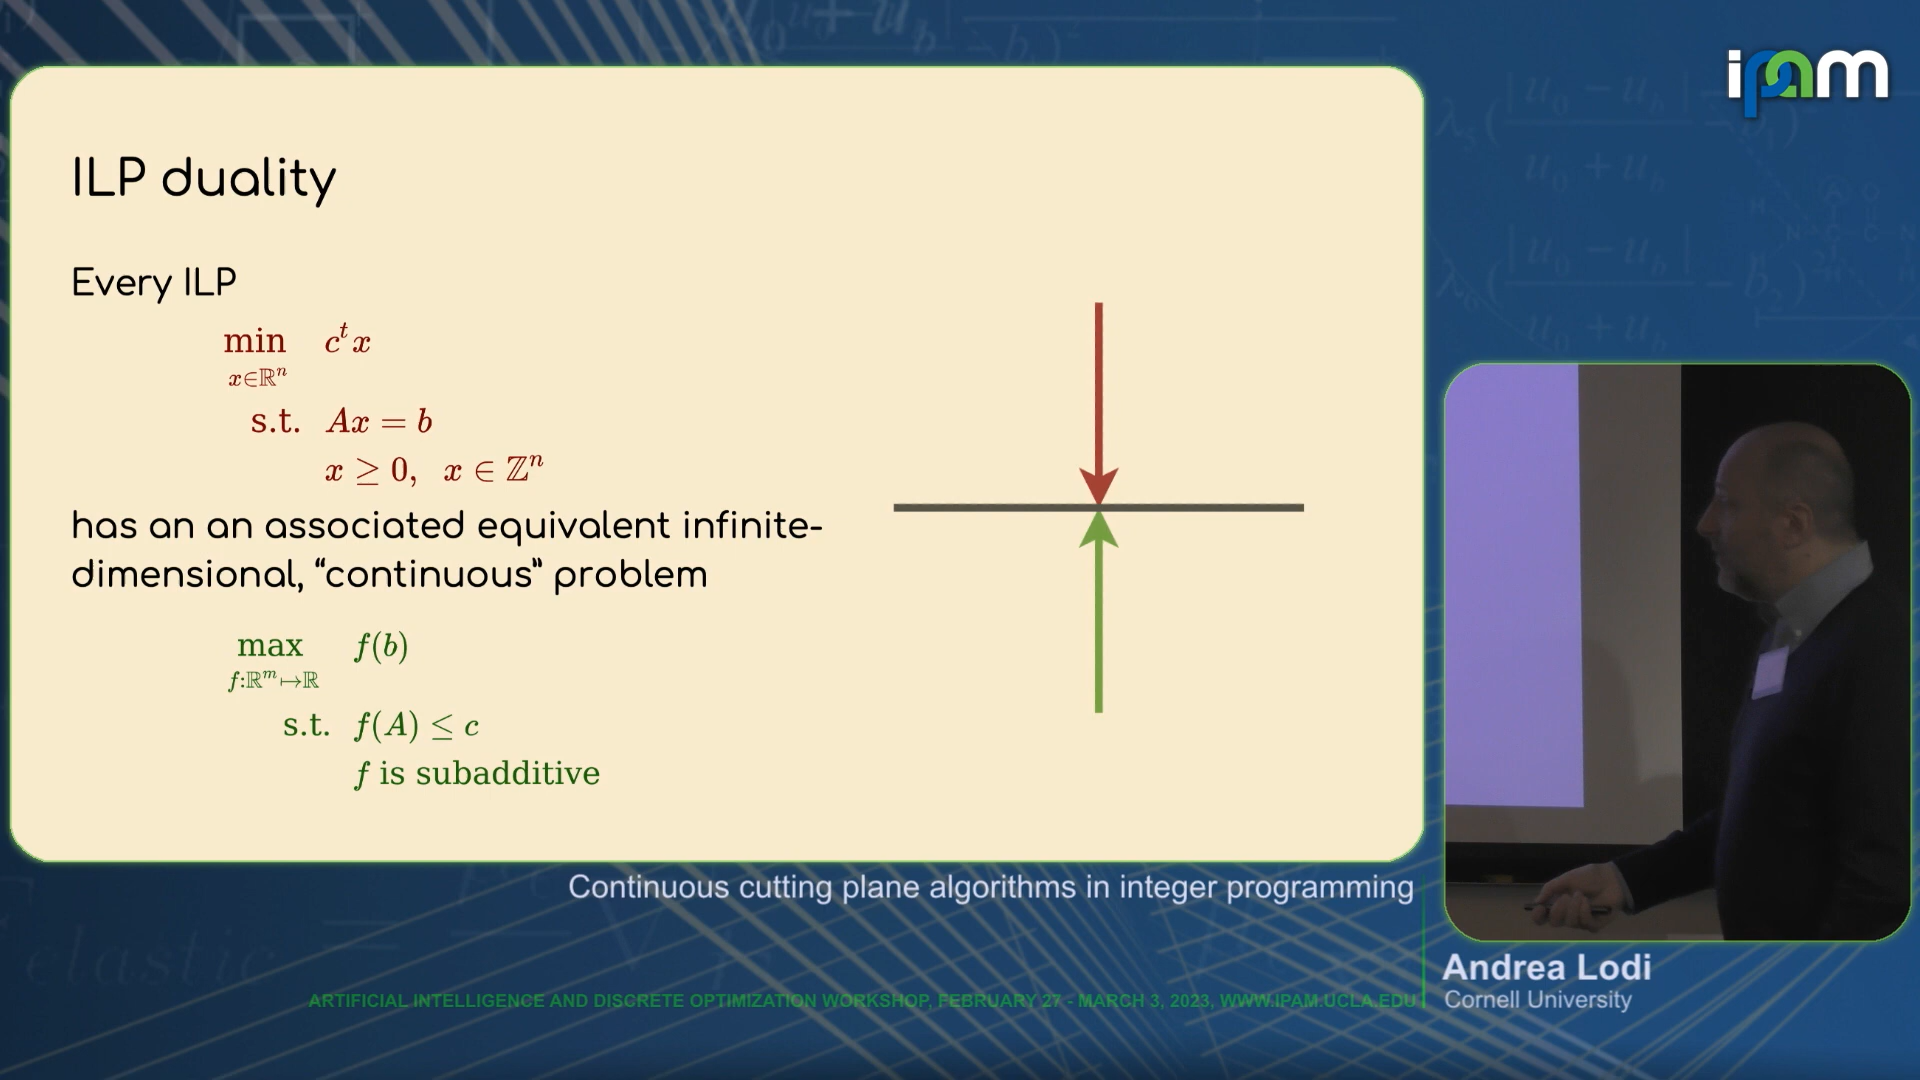 ipam
ILP duality
Every ILP
min c^t x
x∈ℝ^n
s.t. Ax = b
x ≥ 0, x ∈ ℤ^n
has an an associated equivalent infinite-
dimensional, “continuous” problem
max f(b)
f:ℝ^m↦ℝ
s.t. f(A) ≤ c
f is subadditive
Continuous cutting plane algorithms in integer programming
Andrea Lodi
Cornell University
ARTIFICIAL INTELLIGENCE AND DISCRETE OPTIMIZATION WORKSHOP, FEBRUARY 27 - MARCH 3, 2023, WWW.IPAM.UCLA.EDU